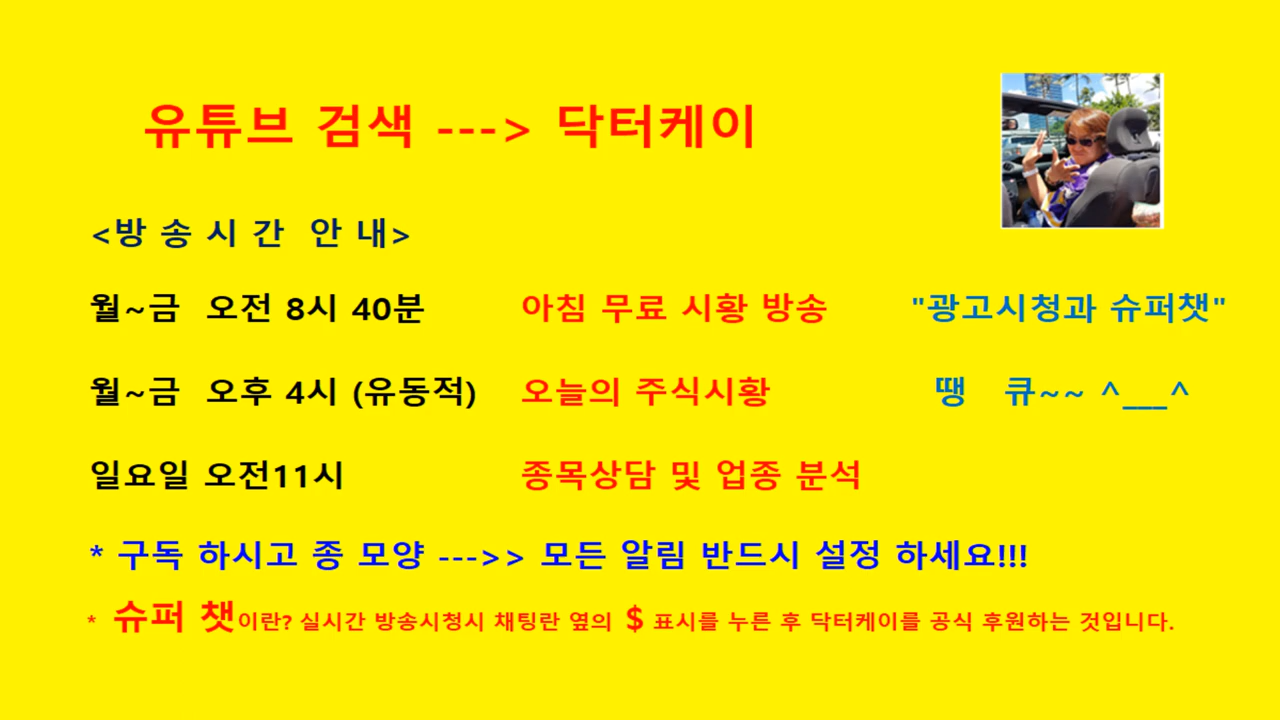 유튜브 검색 ---> 닥터케이
<방 송 시 간 안 내>
월~금 오전 8시 40분 아침 무료 시황 방송 "광고시청과 슈퍼챗"
월~금 오후 4시 (유동적) 오늘의 주식시황 땡 큐~~ ^___^
일요일 오전11시 종목상담 및 업종 분석
* 구독 하시고 종 모양 --->> 모든 알림 반드시 설정 하세요!!!
* 슈퍼 챗이란? 실시간 방송시청시 채팅란 옆의 $ 표시를 누른 후 닥터케이를 공식 후원하는 것입니다.